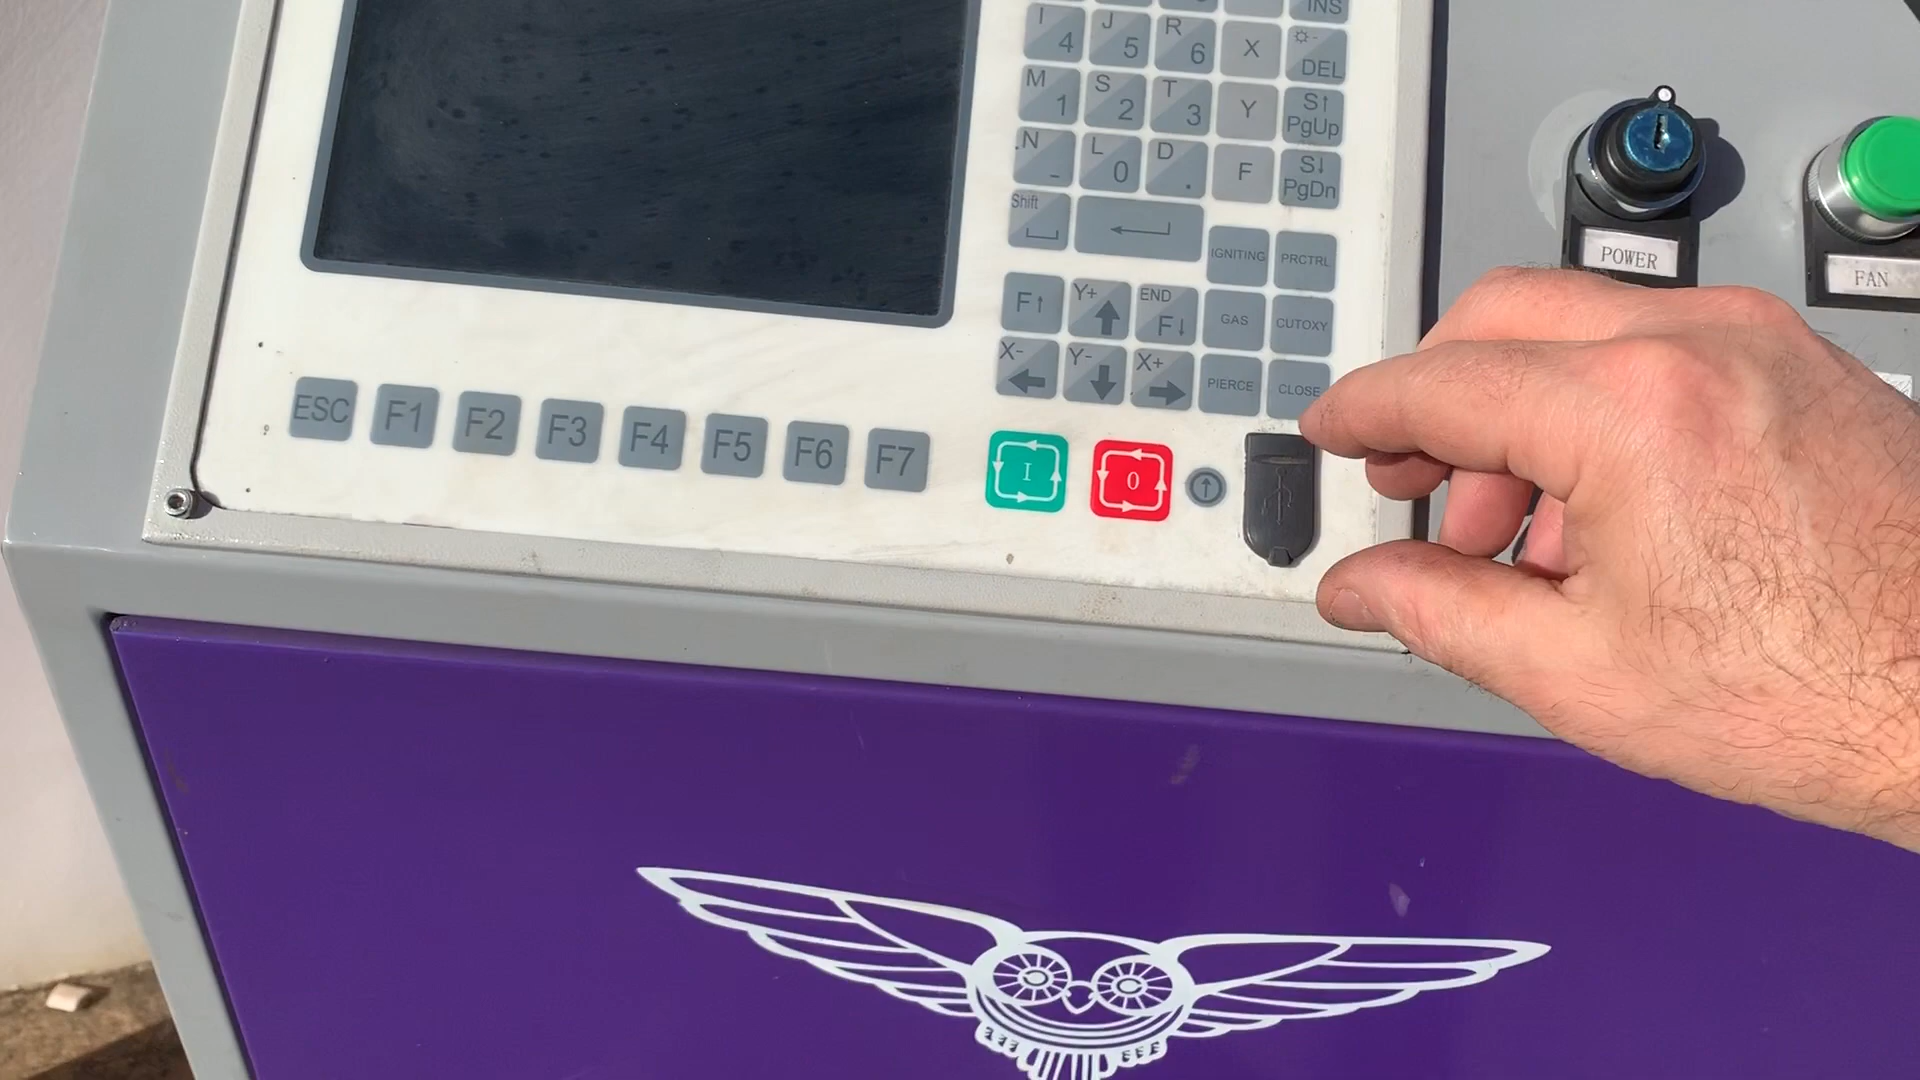 INS
I 4 J 5 R 6 X - DEL
M 1 S 2 T 3 Y S↑ PgUp
.N - L 0 D . F S↓ PgDn
Shift
IGNITING PRCTRL
F↑ Y+ END F↓ GAS CUTOXY
X- Y- X+ PIERCE CLOSE
ESC F1 F2 F3 F4 F5 F6 F7
I 0
POWER
FAN